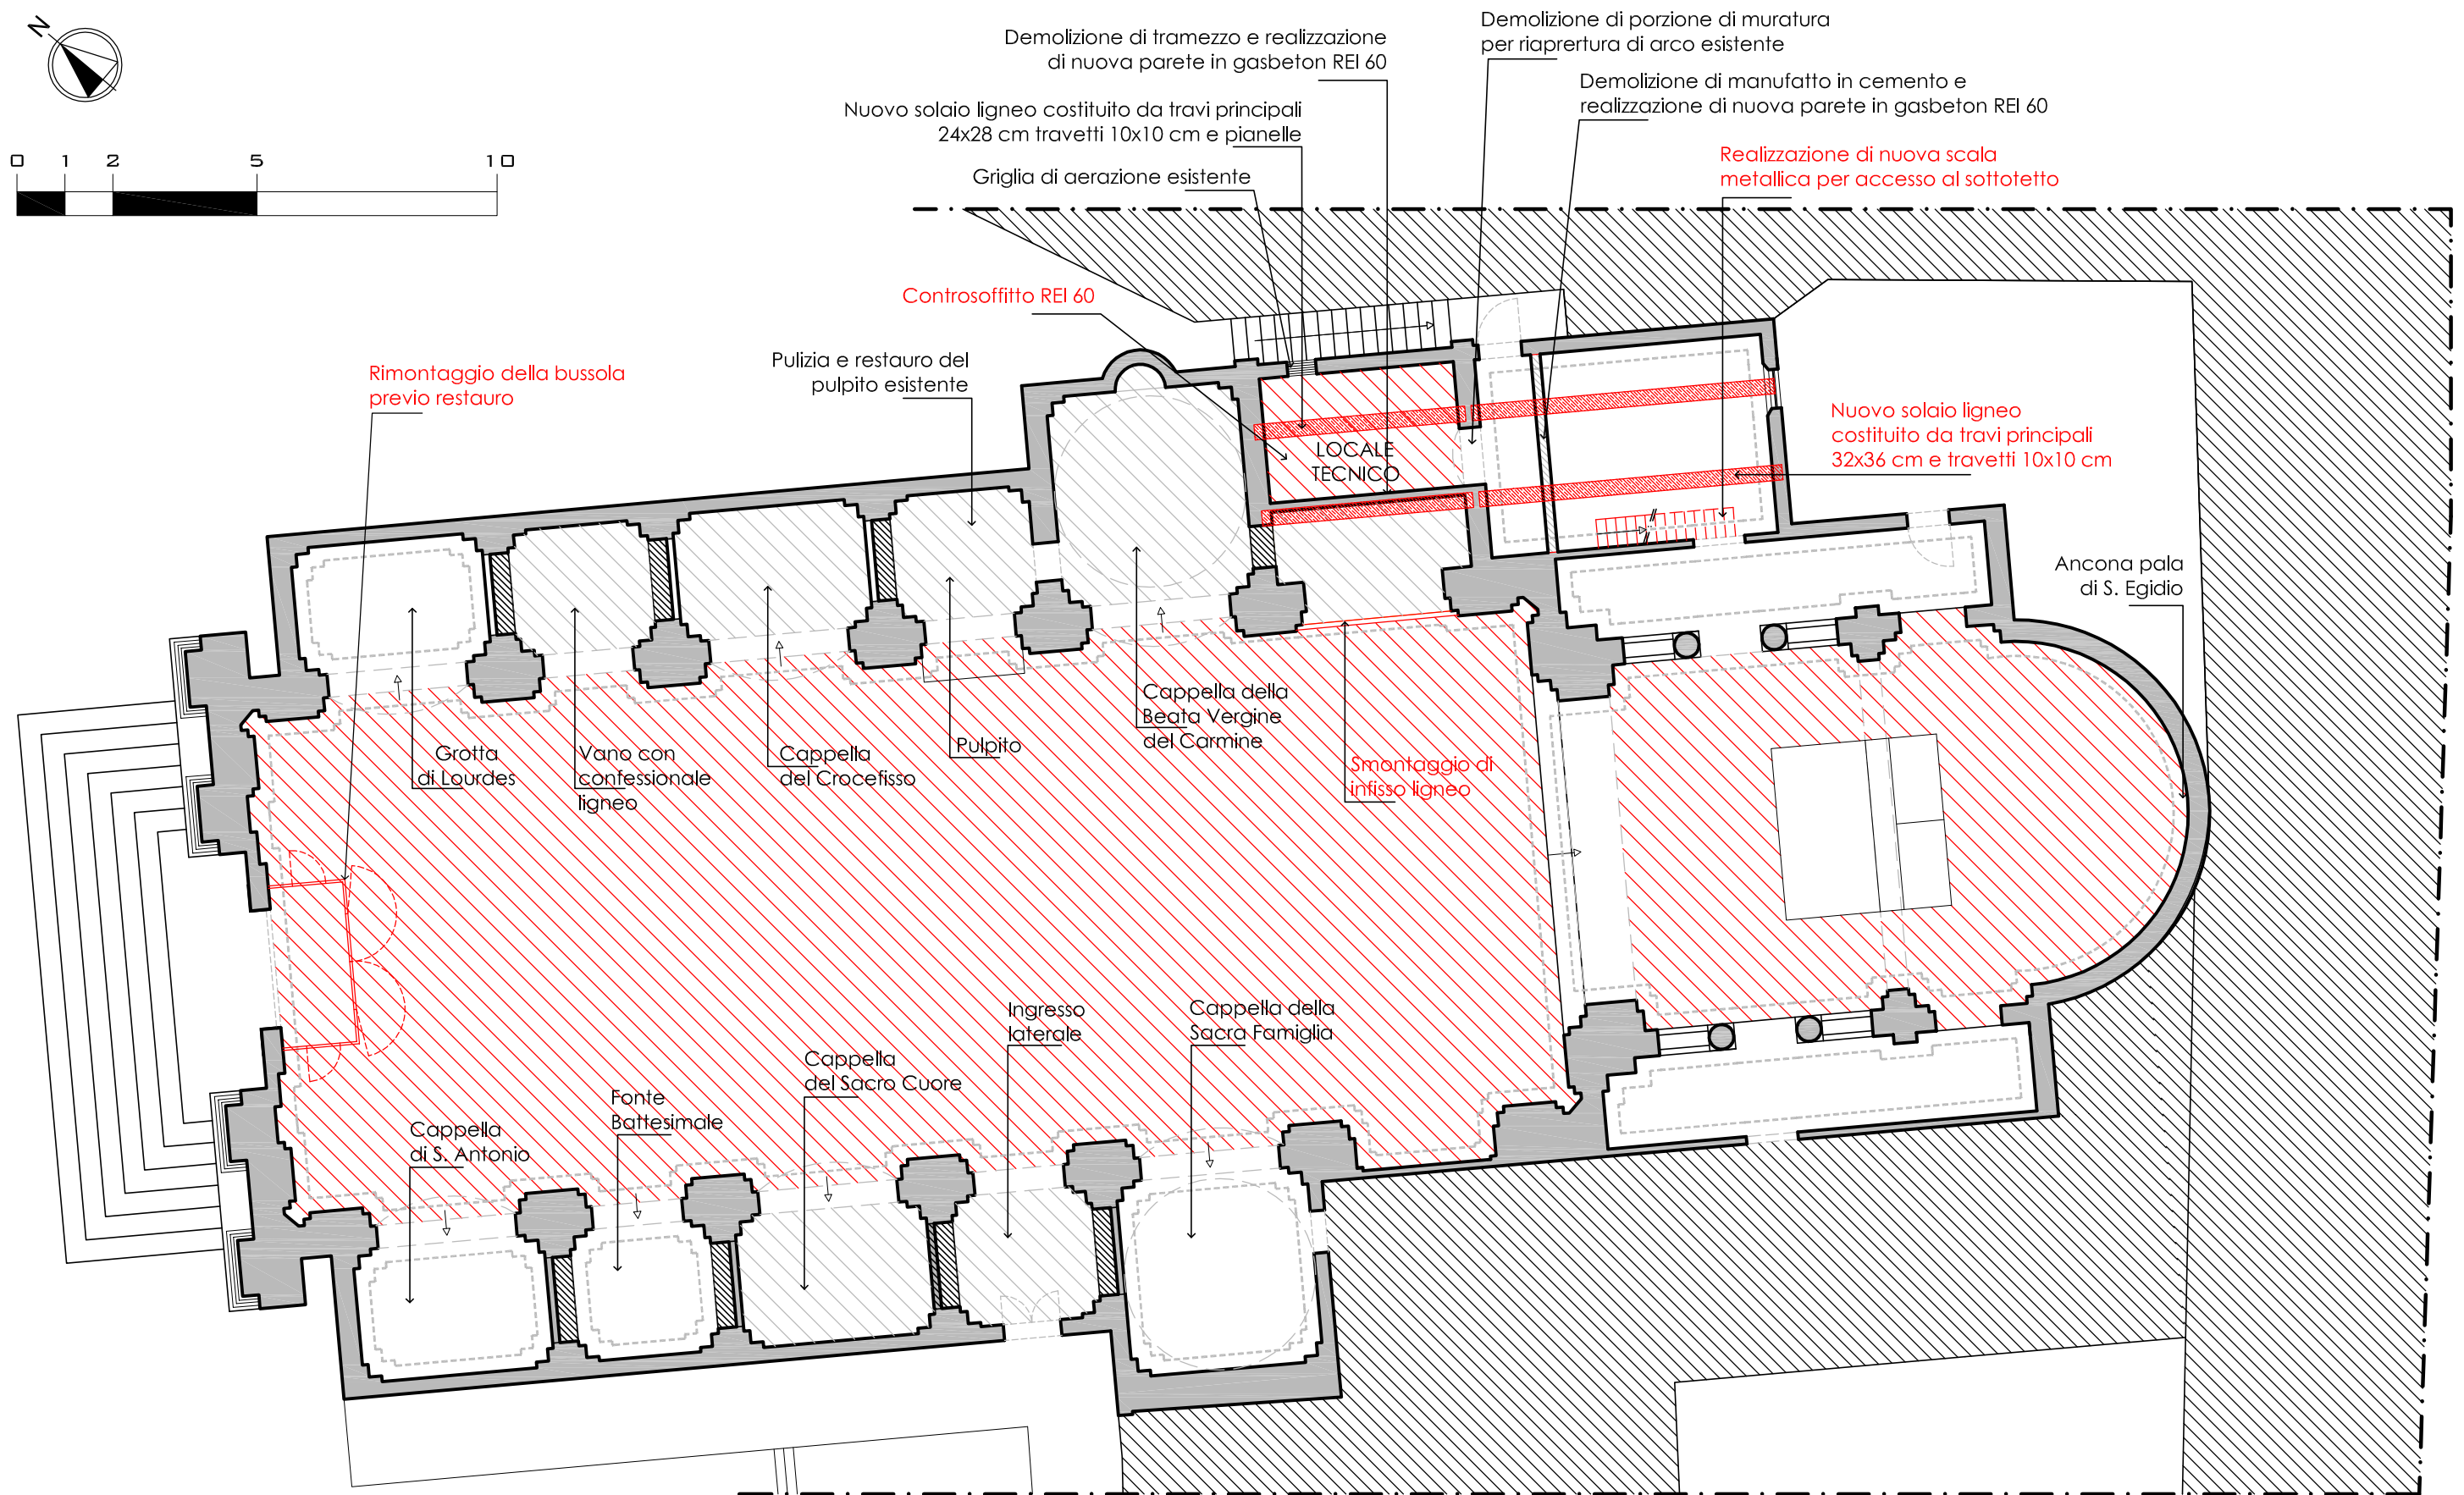 N
0 1 2 5 10
Demolizione di tramezzo e realizzazione
di nuova parete in gasbeton REI 60
Demolizione di porzione di muratura
per riaprertura di arco esistente
Nuovo solaio ligneo costituito da travi principali
24x28 cm travetti 10x10 cm e pianelle
Demolizione di manufatto in cemento e
realizzazione di nuova parete in gasbeton REI 60
Griglia di aerazione esistente
Realizzazione di nuova scala
metallica per accesso al sottotetto
Controsoffitto REI 60
Rimontaggio della bussola
previo restauro
Pulizia e restauro del
pulpito esistente
LOCALE
TECNICO
Nuovo solaio ligneo
costituito da travi principali
32x36 cm e travetti 10x10 cm
Ancona pala
di S. Egidio
Grotta
di Lourdes
Vano con
confessionale
ligneo
Cappella
del Crocefisso
Pulpito
Cappella della
Beata Vergine
del Carmine
Smontaggio di
infisso ligneo
Cappella
di S. Antonio
Fonte
Battesimale
Cappella
del Sacro Cuore
Ingresso
laterale
Cappella della
Sacra Famiglia